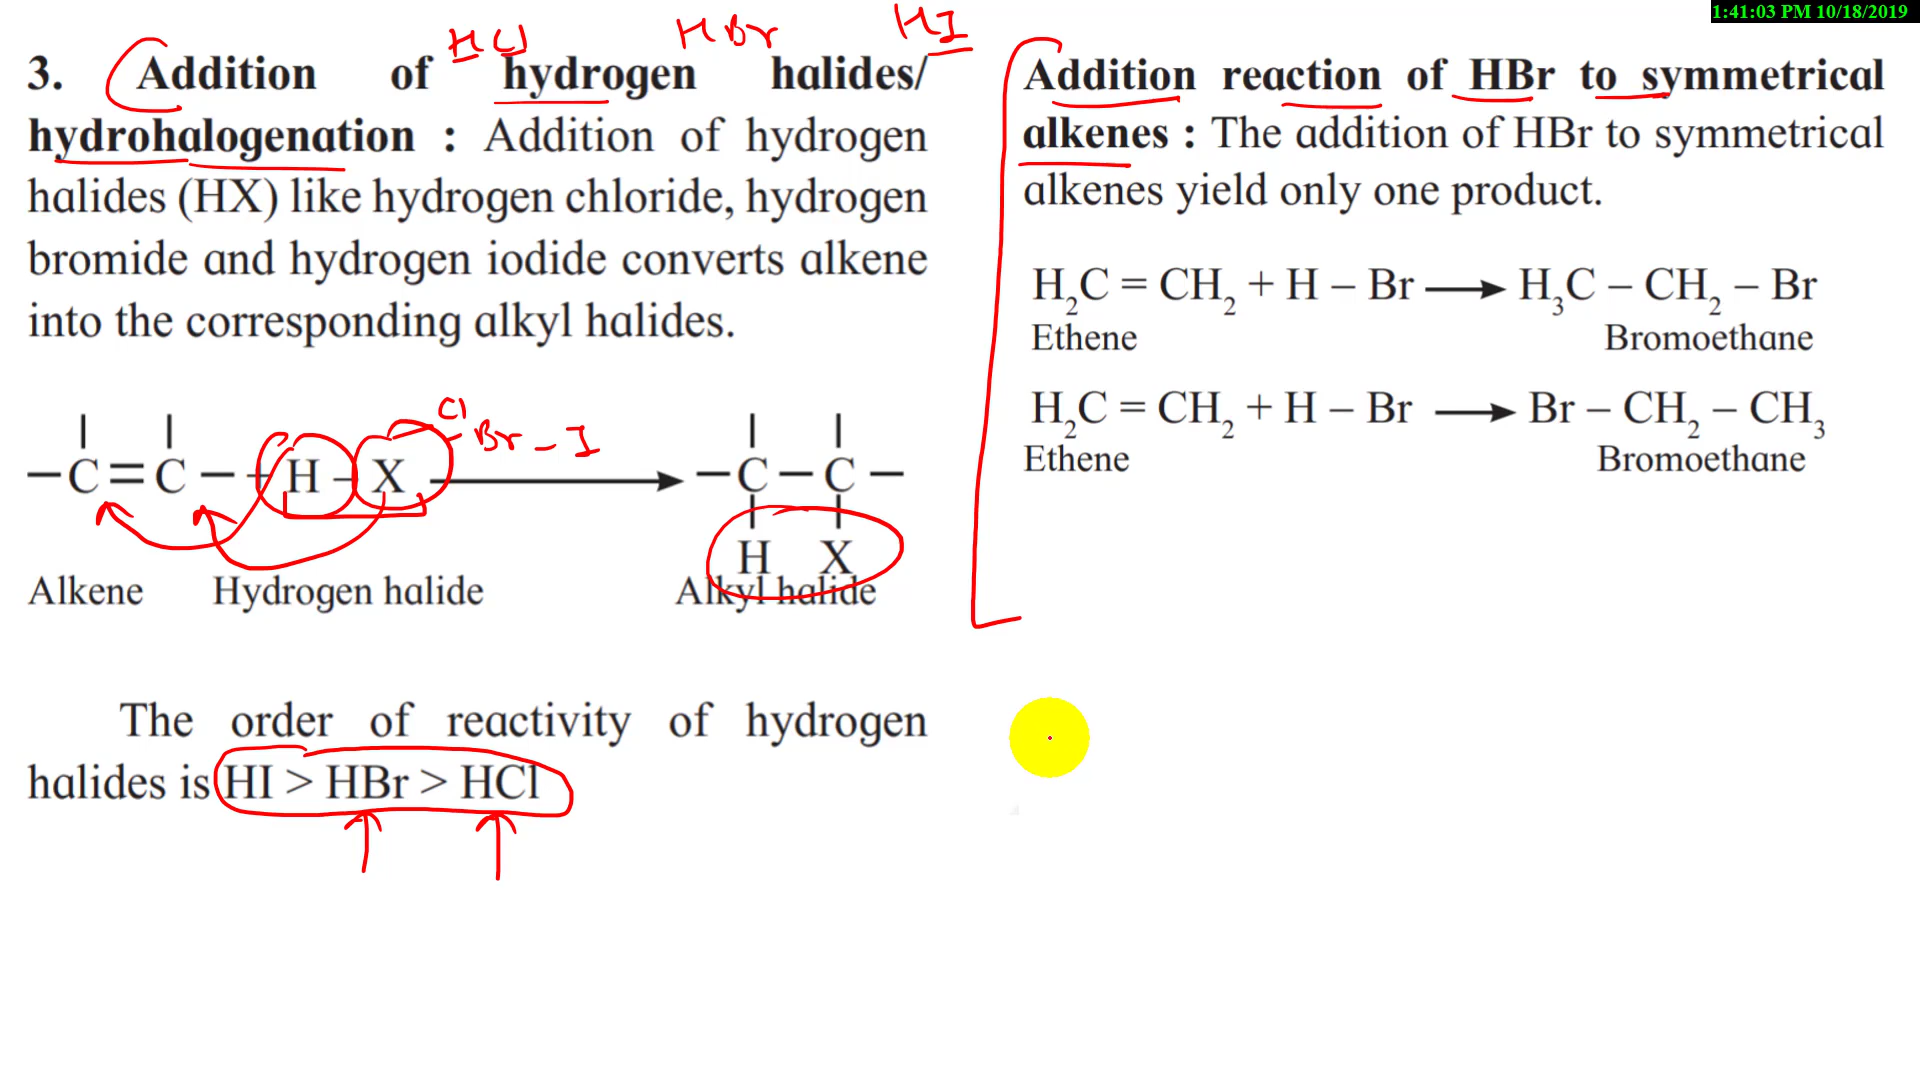 1:41:03 PM 10/18/2019
HCl HBr HI
3. Addition of hydrogen halides/
hydrohalogenation : Addition of hydrogen
halides (HX) like hydrogen chloride, hydrogen
bromide and hydrogen iodide converts alkene
into the corresponding alkyl halides.
Cl
Br – I
–C=C– + H – X ⟶ –C–C–
H X
Alkene Hydrogen halide Alkyl halide
The order of reactivity of hydrogen
halides is HI > HBr > HCl
Addition reaction of HBr to symmetrical
alkenes : The addition of HBr to symmetrical
alkenes yield only one product.
H₂C = CH₂ + H – Br ⟶ H₃C – CH₂ – Br
Ethene Bromoethane
H₂C = CH₂ + H – Br ⟶ Br – CH₂ – CH₃
Ethene Bromoethane